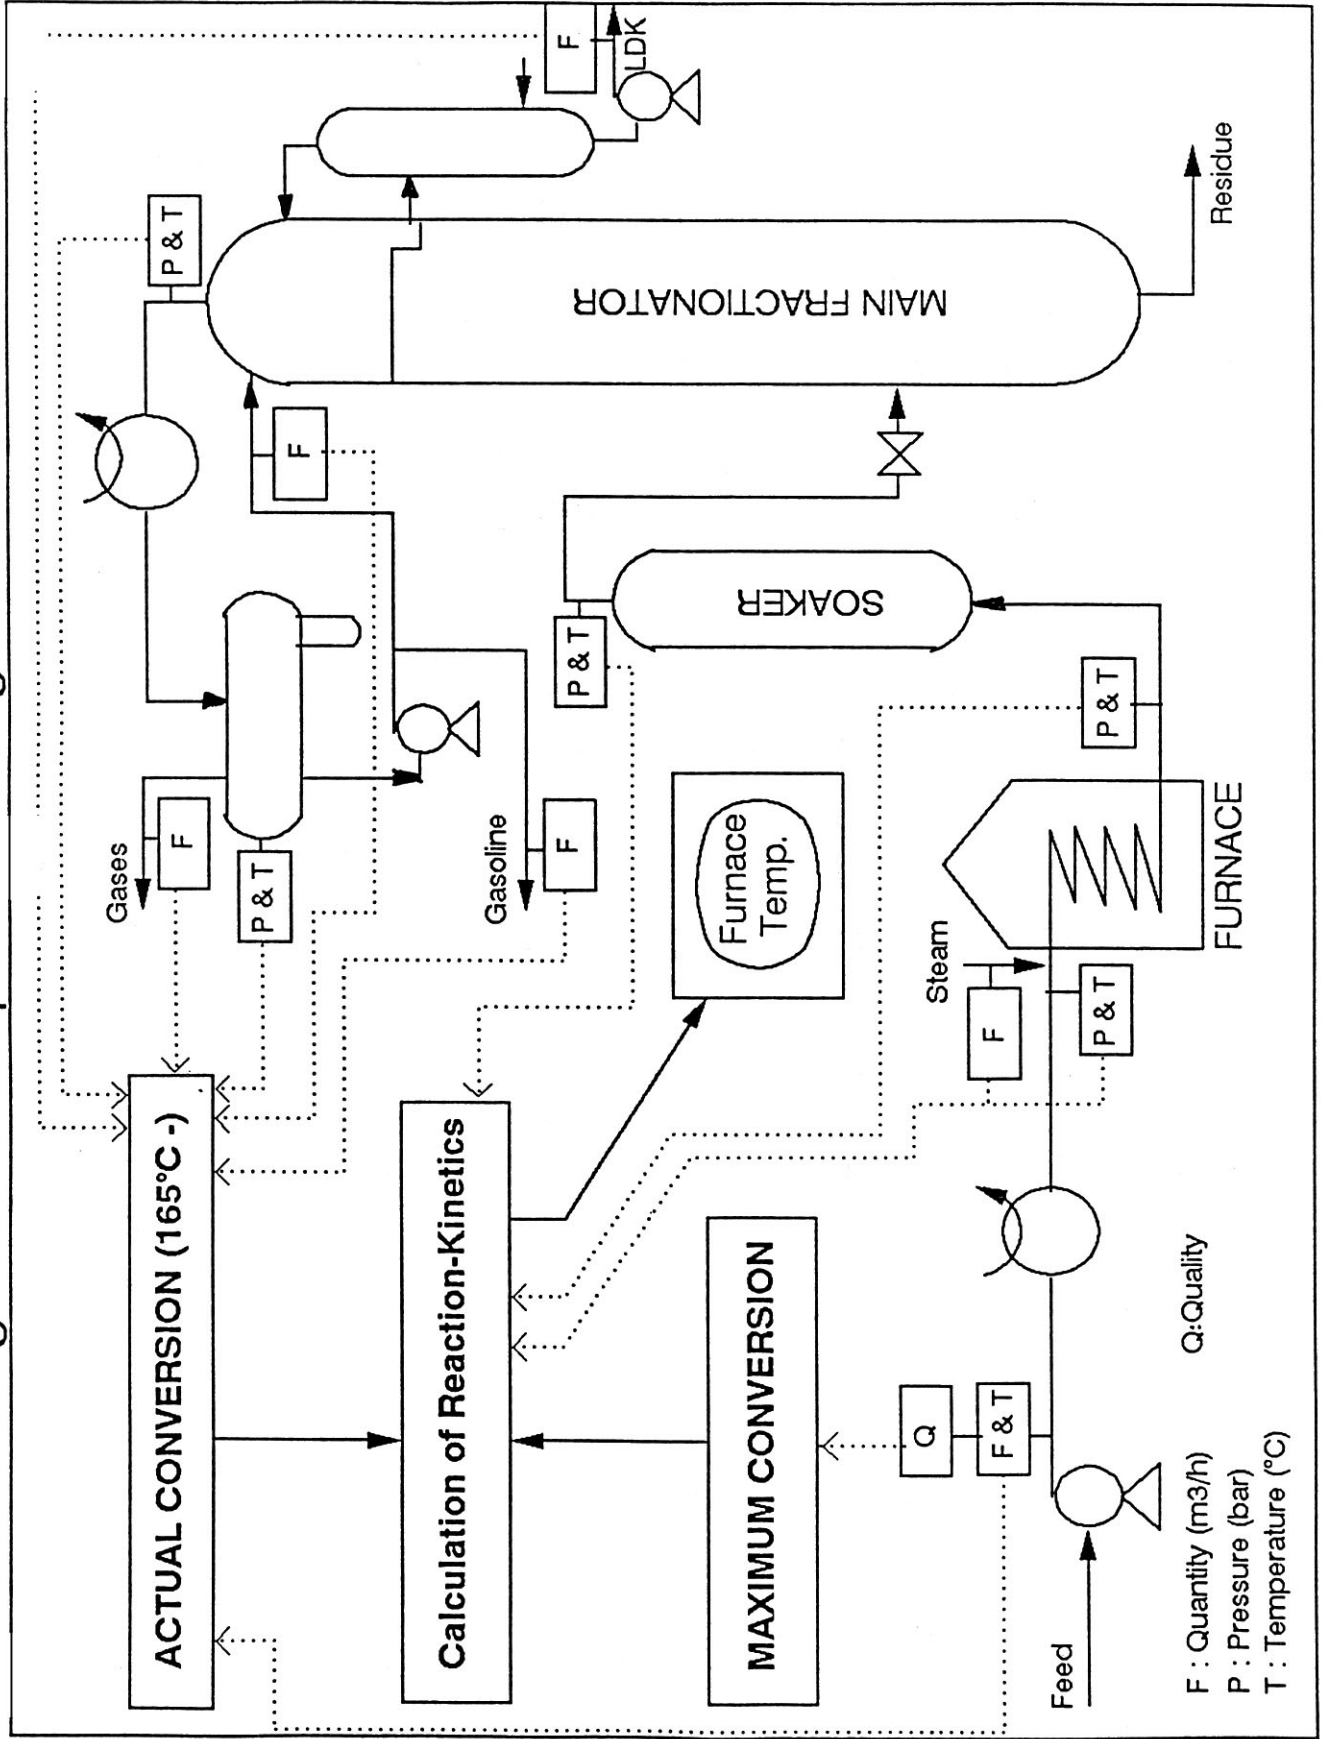 Gases
P & T
ACTUAL CONVERSION (165°C -)
F
P & T
F
Calculation of Reaction-Kinetics
Gasoline
F
F
P & T
LDK
MAIN FRACTIONATOR
Furnace
Temp.
MAXIMUM CONVERSION
SOAKER
Q
Steam
F & T
F
P & T
P & T
Feed
FURNACE
Residue
Q:Quality
F : Quantity (m3/h)
P : Pressure (bar)
T : Temperature (°C)